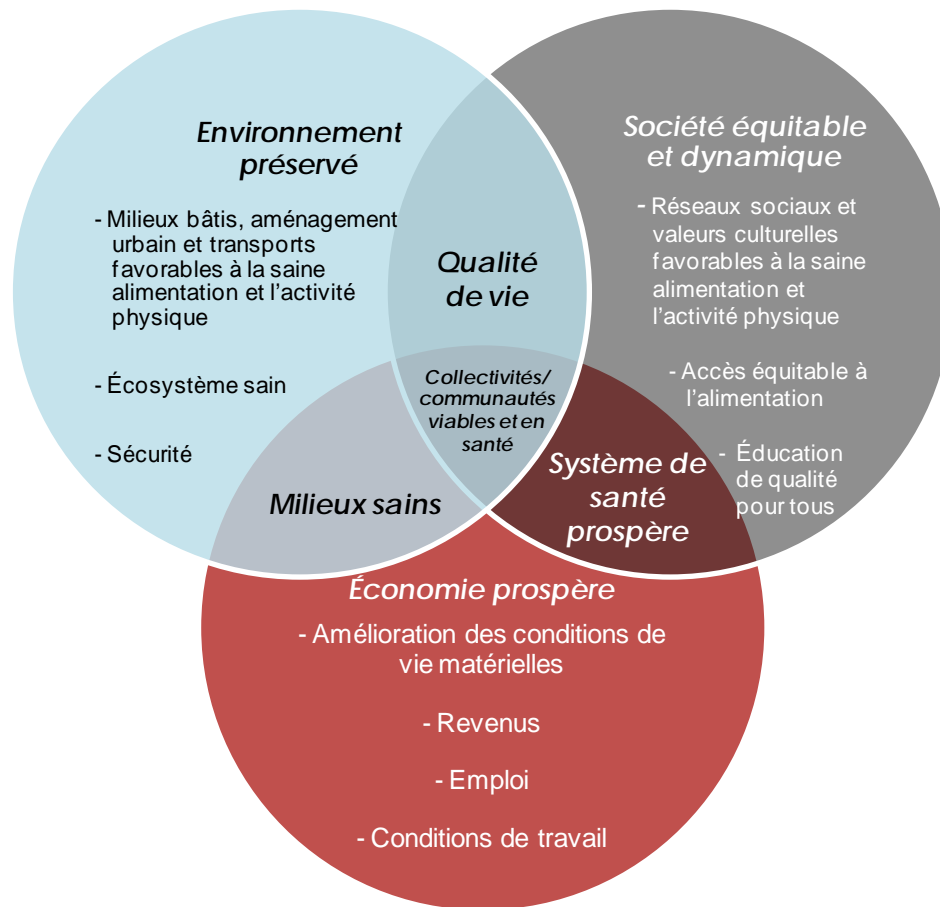 Environnement
préservé
- Milieux bâtis, aménagement
urbain et transports
favorables à la saine
alimentation et l'activité
physique
- Écosystème sain
- Sécurité
Société équitable
et dynamique
- Réseaux sociaux et
valeurs culturelles
favorables à la saine
alimentation et
l'activité physique
- Accès équitable à
l'alimentation
- Éducation
de qualité
pour tous
Qualité
de vie
Collectivités/
communautés
viables et en
santé
Milieux sains
Système de
santé
prospère
Économie prospère
- Amélioration des conditions de
vie matérielles
- Revenus
- Emploi
- Conditions de travail